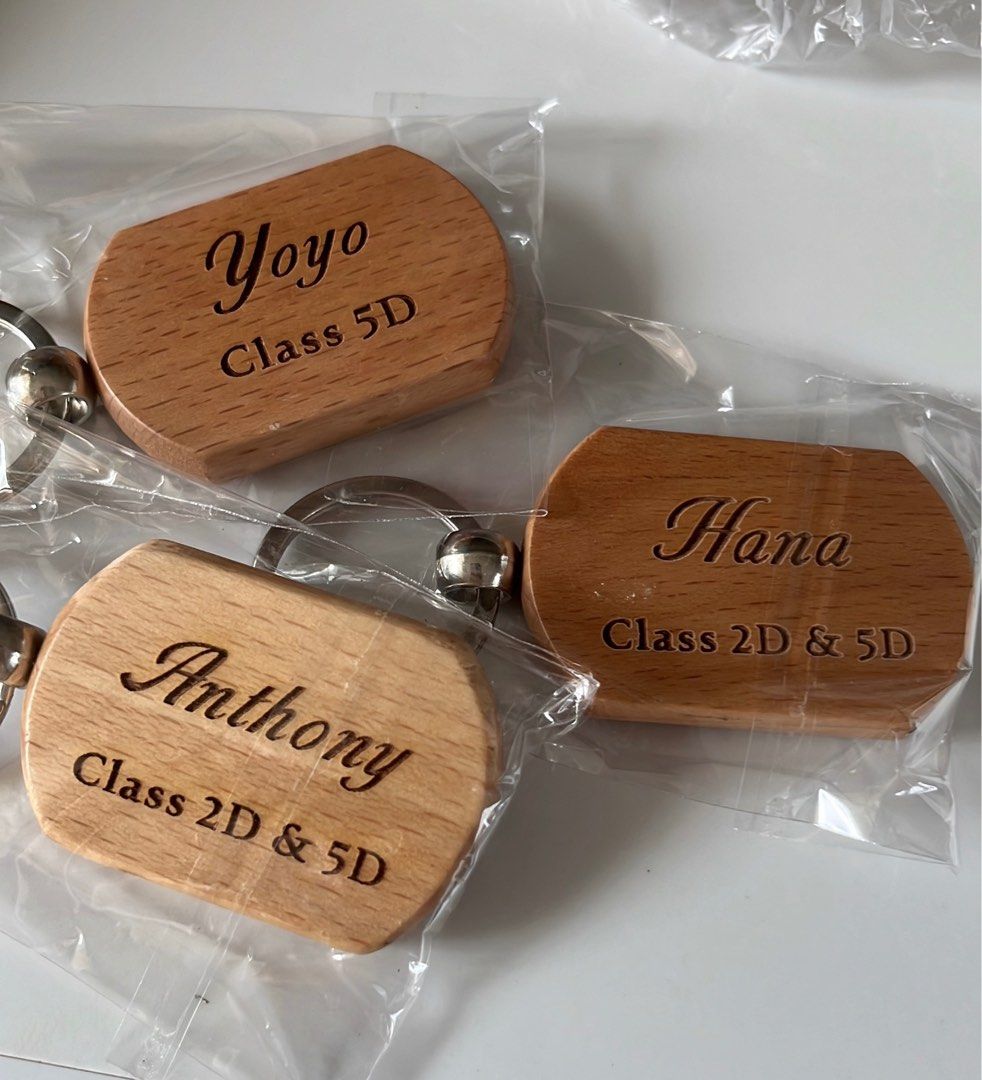 Yoyo
Class 5D
Hana
Class 2D & 5D
Anthony
Class 2D & 5D